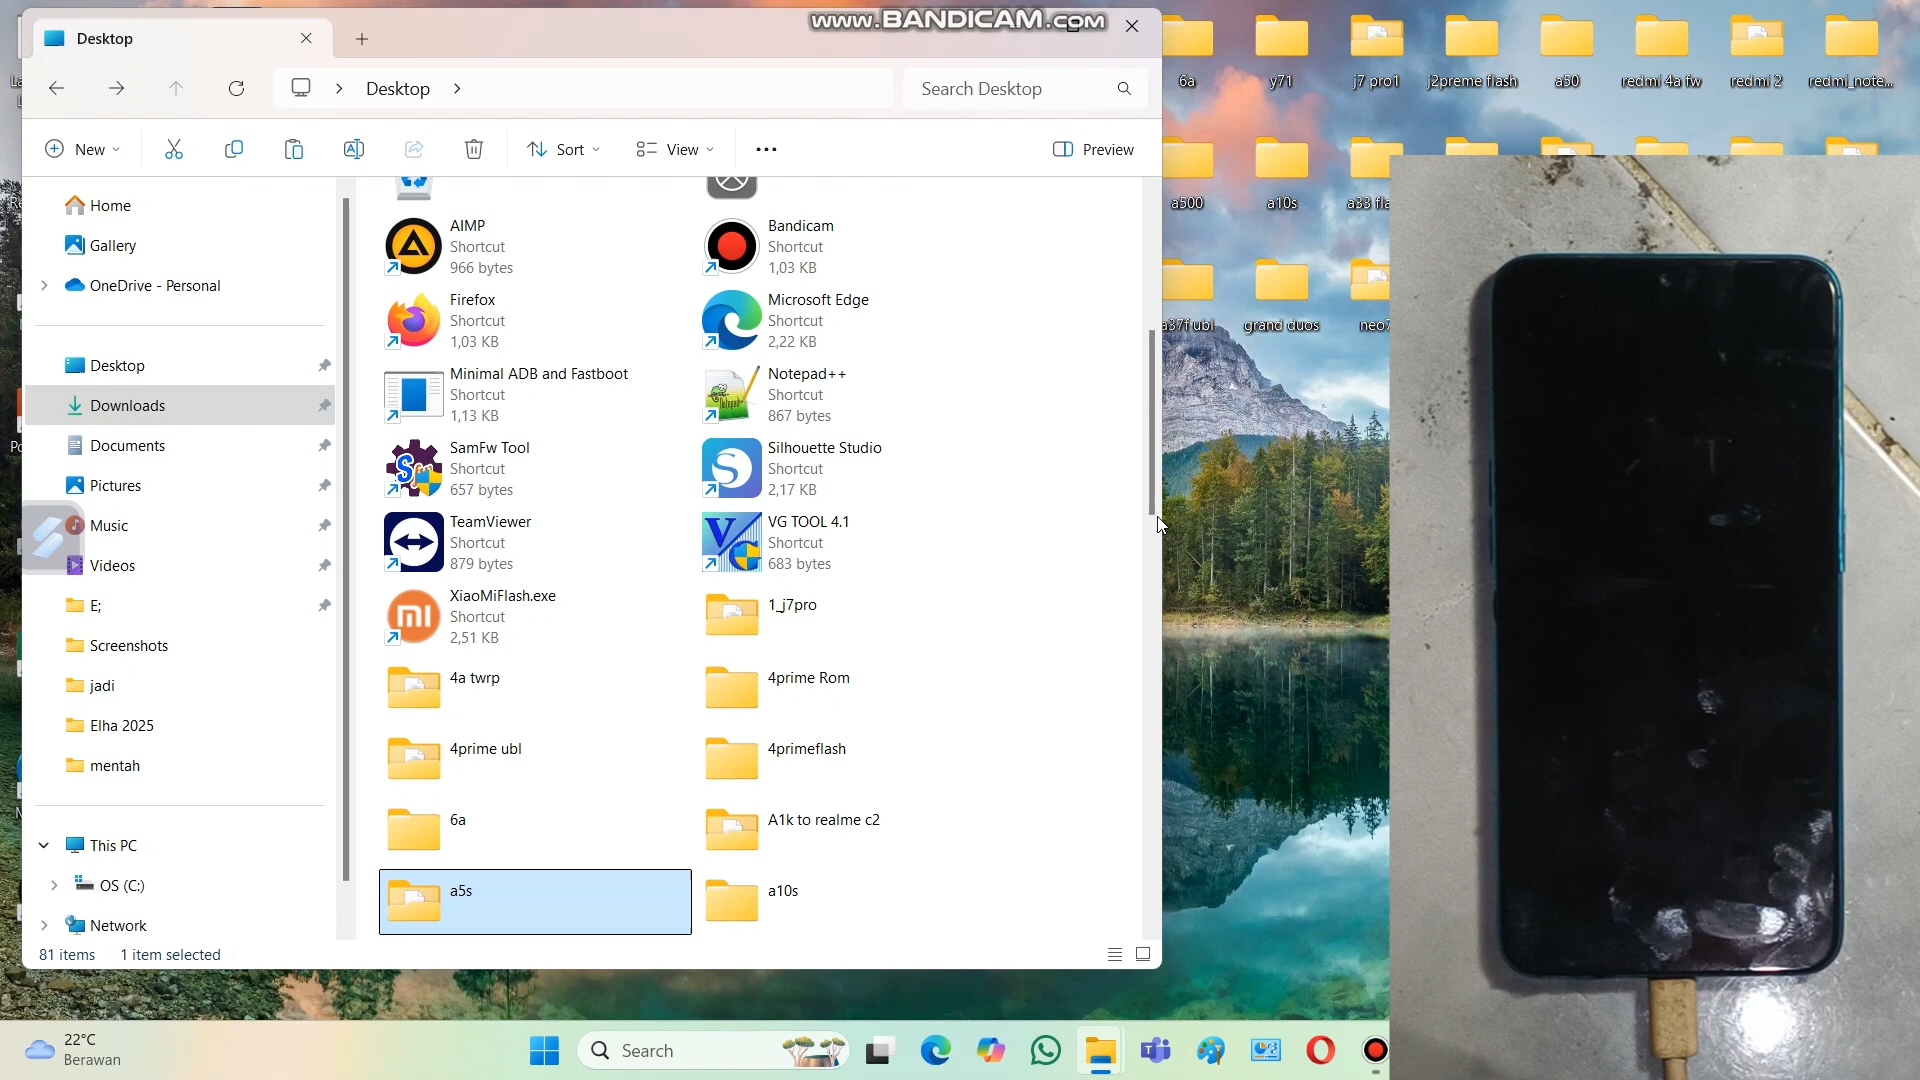 www.BANDICAM.com
Desktop
Desktop
Search Desktop
New
Sort
View
Preview
Home
Gallery
OneDrive - Personal
Desktop
Downloads
Documents
Pictures
Music
Videos
E;
Screenshots
jadi
Elha 2025
mentah
This PC
OS (C:)
Network
AIMP
Shortcut
966 bytes
Bandicam
Shortcut
1,03 KB
Firefox
Shortcut
1,03 KB
Microsoft Edge
Shortcut
2,22 KB
Minimal ADB and Fastboot
Shortcut
1,13 KB
Notepad++
Shortcut
867 bytes
SamFw Tool
Shortcut
657 bytes
Silhouette Studio
Shortcut
2,17 KB
TeamViewer
Shortcut
879 bytes
VG TOOL 4.1
Shortcut
683 bytes
XiaoMiFlash.exe
Shortcut
2,51 KB
1_j7pro
4a twrp
4prime Rom
4prime ubl
4primeflash
6a
A1k to realme c2
a5s
a10s
81 items
1 item selected
6a
y71
j7 pro1
j2preme flash
a50
redmi 4a fw
redmi 2
redmi_note...
a500
a10s
a33 fla
a37f ubl
grand duos
neo7
22°C
Berawan
Search